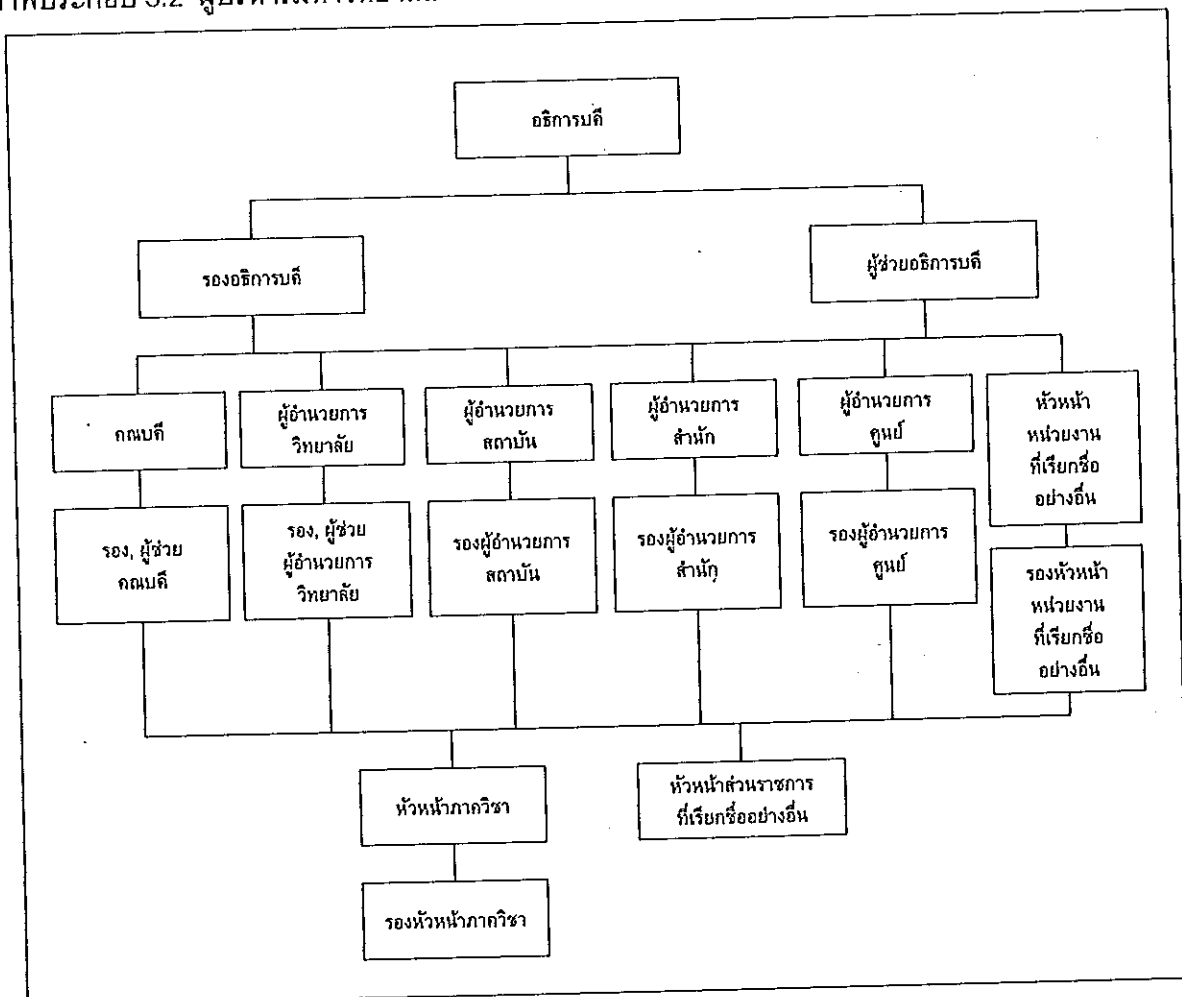 อธิการบดี
รองอธิการบดี
ผู้ช่วยอธิการบดี
คณบดี
ผู้อำนวยการ
วิทยาลัย
ผู้อำนวยการ
สถาบัน
ผู้อำนวยการ
สำนัก
ผู้อำนวยการ
ศูนย์
หัวหน้า
หน่วยงาน
ที่เรียกชื่อ
อย่างอื่น
รอง, ผู้ช่วย
คณบดี
รอง, ผู้ช่วย
ผู้อำนวยการ
วิทยาลัย
รองผู้อำนวยการ
สถาบัน
รองผู้อำนวยการ
สำนัก
รองผู้อำนวยการ
ศูนย์
รองหัวหน้า
หน่วยงาน
ที่เรียกชื่อ
อย่างอื่น
หัวหน้าภาควิชา
หัวหน้าส่วนราชการ
ที่เรียกชื่ออย่างอื่น
รองหัวหน้าภาควิชา